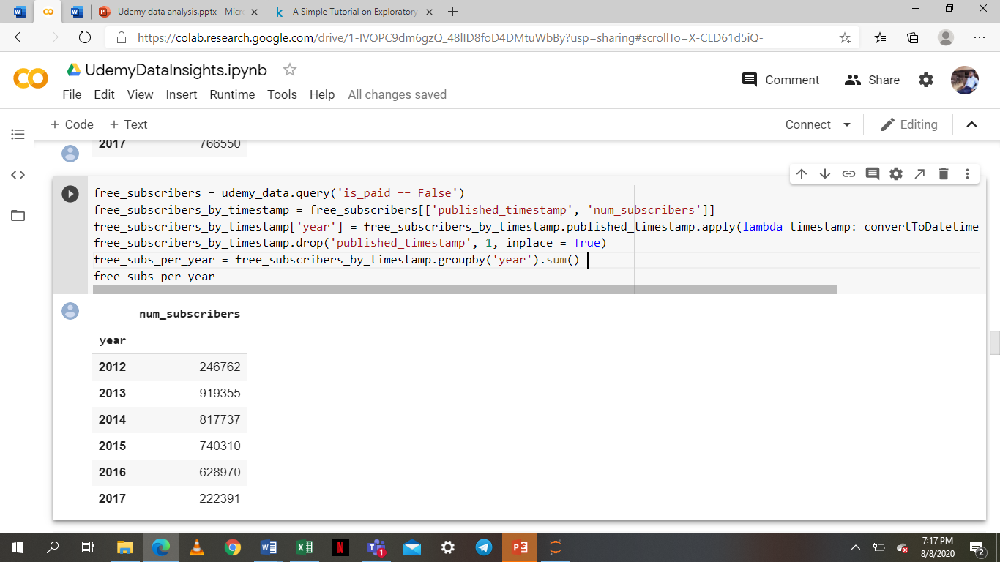 Udemy data analysis.pptx - Micr
A Simple Tutorial on Exploratory
https://colab.research.google.com/drive/1-IVOPC9dm6gzQ_48lID8foD4DMtuWbBy?usp=sharing#scrollTo=X-CLD61d5iQ-
UdemyDataInsights.ipynb
Comment
Share
File Edit View Insert Runtime Tools Help All changes saved
+ Code + Text
Connect
Editing
2017 766550
free_subscribers = udemy_data.query('is_paid == False')
free_subscribers_by_timestamp = free_subscribers[['published_timestamp', 'num_subscribers']]
free_subscribers_by_timestamp['year'] = free_subscribers_by_timestamp.published_timestamp.apply(lambda timestamp: convertToDatetime
free_subscribers_by_timestamp.drop('published_timestamp', 1, inplace = True)
free_subs_per_year = free_subscribers_by_timestamp.groupby('year').sum()
free_subs_per_year
num_subscribers
year
2012 246762
2013 919355
2014 817737
2015 740310
2016 628970
2017 222391
7:17 PM
8/8/2020